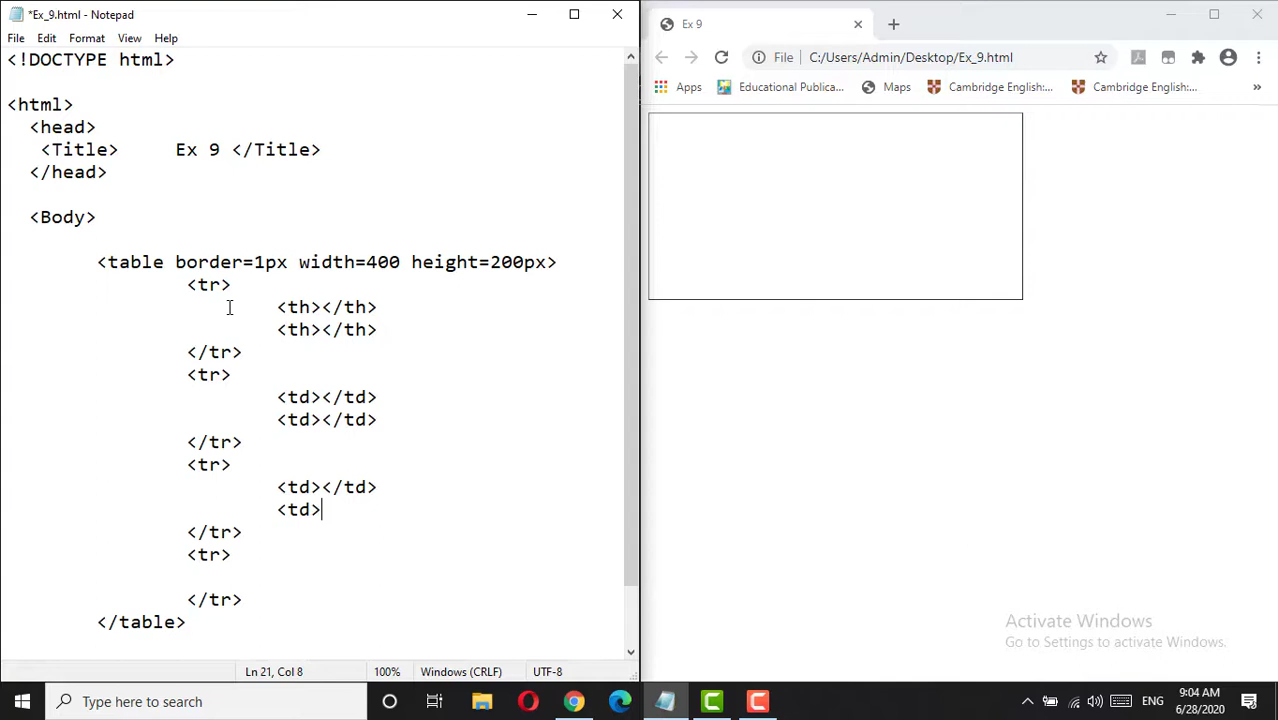 *Ex_9.html - Notepad
File Edit Format View Help
<!DOCTYPE html>
<html>
<head>
<Title> Ex 9 </Title>
</head>
<Body>
<table border=1px width=400 height=200px>
<tr>
<th></th>
<th></th>
</tr>
<tr>
<td></td>
<td></td>
</tr>
<tr>
<td></td>
<td>
</tr>
<tr>
</tr>
</table>
Ln 21, Col 8 100% Windows (CRLF) UTF-8
Ex 9
File C:/Users/Admin/Desktop/Ex_9.html
Apps Educational Publica... Maps Cambridge English:... Cambridge English:... »
Activate Windows
Go to Settings to activate Windows.
Type here to search
ENG
9:04 AM
6/28/2020